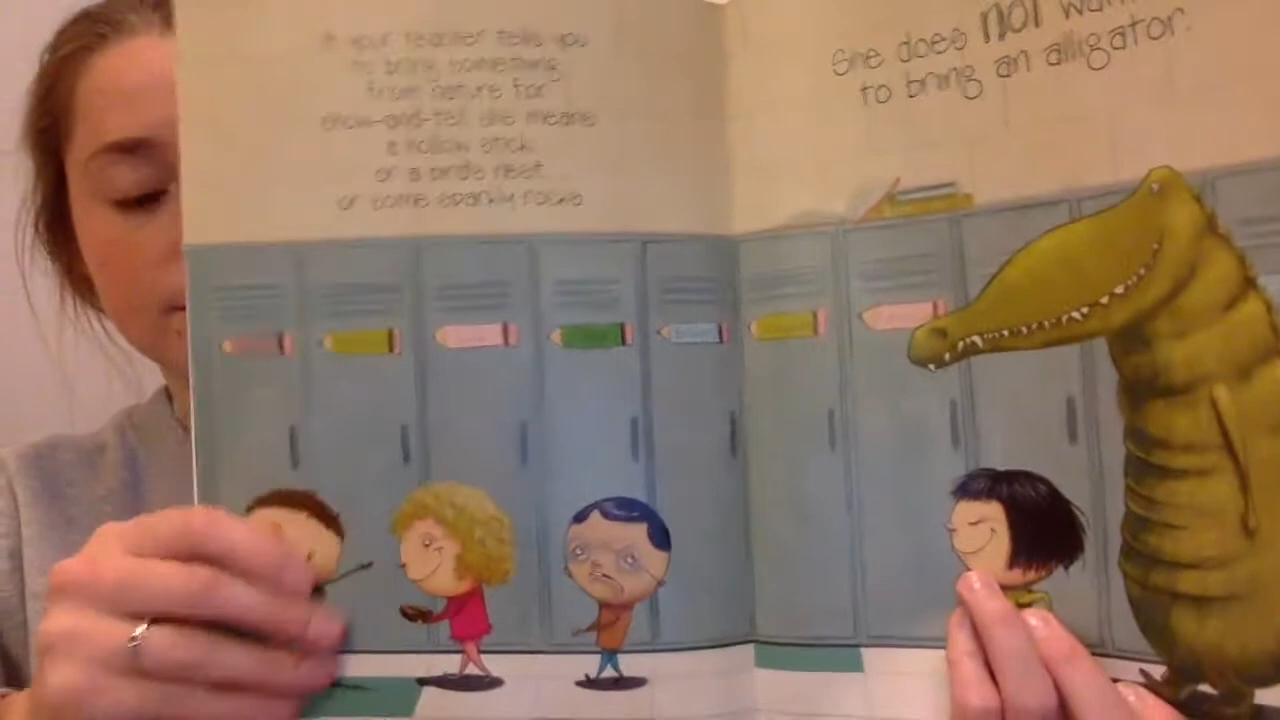 If your teacher tells you
to bring something
from nature for
show-and-tell, she means
a hollow stick
or a bird's nest
or some sparkly rocks.
She does not want
to bring an alligator.